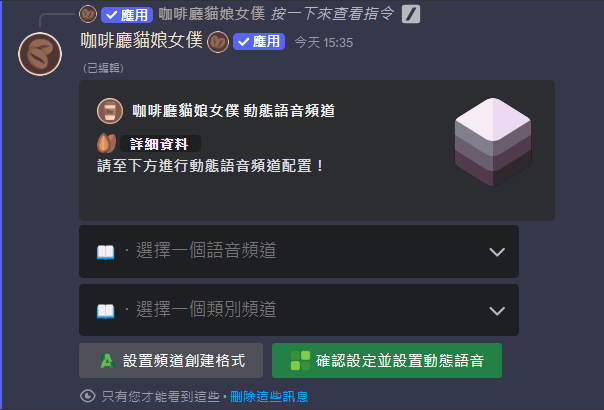 應用 咖啡廳貓娘女僕 按一下來查看指令
咖啡廳貓娘女僕 應用 今天 15:35
(已編輯)
咖啡廳貓娘女僕 動態語音頻道
詳細資料
請至下方進行動態語音頻道配置！
· 選擇一個語音頻道
· 選擇一個類別頻道
設置頻道創建格式
確認設定並設置動態語音
只有您才能看到這些 • 刪除這些訊息